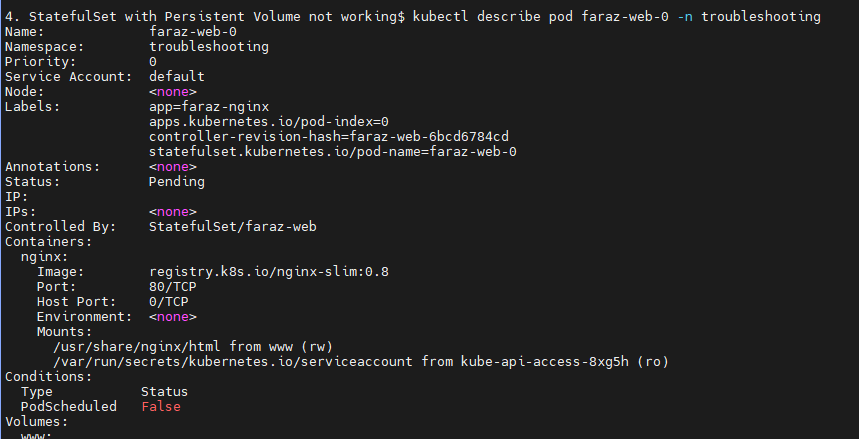 4. StatefulSet with Persistent Volume not working$ kubectl describe pod faraz-web-0 -n troubleshooting
Name:             faraz-web-0
Namespace:        troubleshooting
Priority:         0
Service Account:  default
Node:             <none>
Labels:           app=faraz-nginx
                  apps.kubernetes.io/pod-index=0
                  controller-revision-hash=faraz-web-6bcd6784cd
                  statefulset.kubernetes.io/pod-name=faraz-web-0
Annotations:      <none>
Status:           Pending
IP:
IPs:              <none>
Controlled By:    StatefulSet/faraz-web
Containers:
  nginx:
    Image:        registry.k8s.io/nginx-slim:0.8
    Port:         80/TCP
    Host Port:    0/TCP
    Environment:  <none>
    Mounts:
      /usr/share/nginx/html from www (rw)
      /var/run/secrets/kubernetes.io/serviceaccount from kube-api-access-8xg5h (ro)
Conditions:
  Type           Status
  PodScheduled   False
Volumes:
  www: